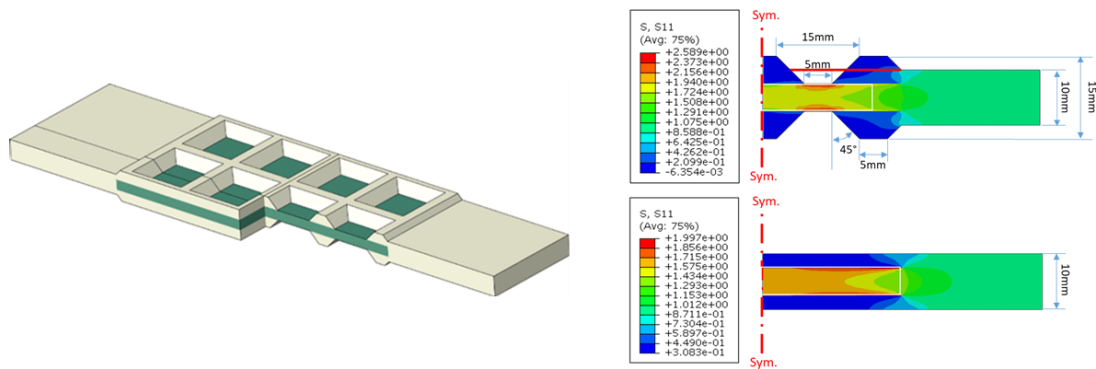 Sym.
S, S11
(Avg: 75%)
+2.589e+00
+2.373e+00
+2.156e+00
+1.940e+00
+1.724e+00
+1.508e+00
+1.291e+00
+1.075e+00
+8.588e-01
+6.425e-01
+4.262e-01
+2.099e-01
-6.354e-03
15mm
5mm
10mm
15mm
45°
5mm
Sym.
Sym.
S, S11
(Avg: 75%)
+1.997e+00
+1.856e+00
+1.715e+00
+1.575e+00
+1.434e+00
+1.293e+00
+1.153e+00
+1.012e+00
+8.711e-01
+7.304e-01
+5.897e-01
+4.490e-01
+3.083e-01
10mm
Sym.